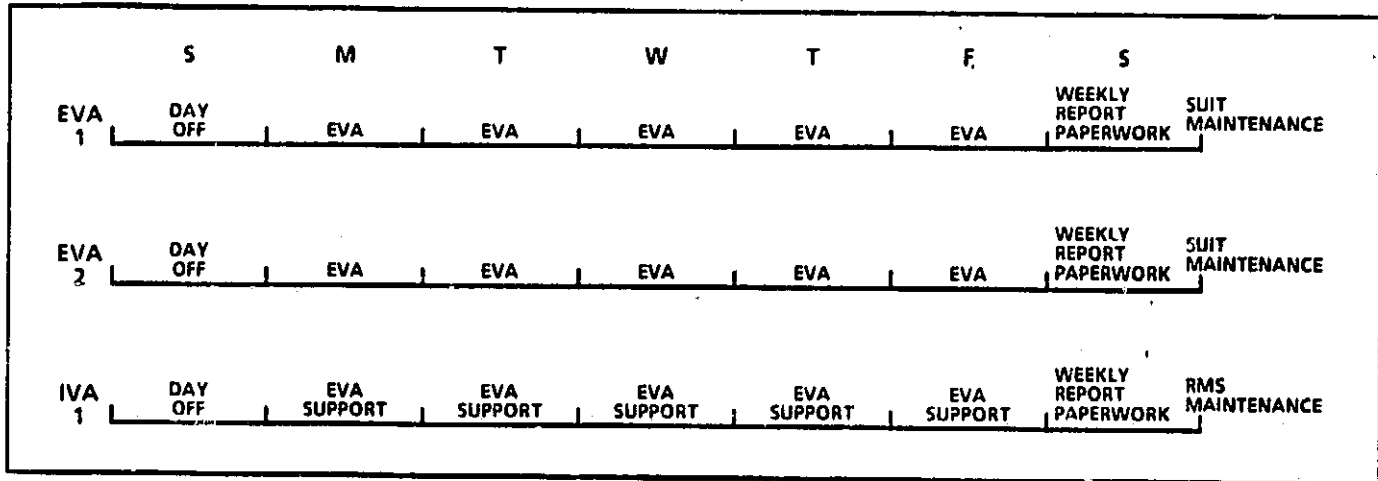 S M T W T F S
EVA 1 DAY OFF EVA EVA EVA EVA EVA WEEKLY REPORT PAPERWORK SUIT MAINTENANCE
EVA 2 DAY OFF EVA EVA EVA EVA EVA WEEKLY REPORT PAPERWORK SUIT MAINTENANCE
IVA 1 DAY OFF EVA SUPPORT EVA SUPPORT EVA SUPPORT EVA SUPPORT EVA SUPPORT WEEKLY REPORT PAPERWORK RMS MAINTENANCE